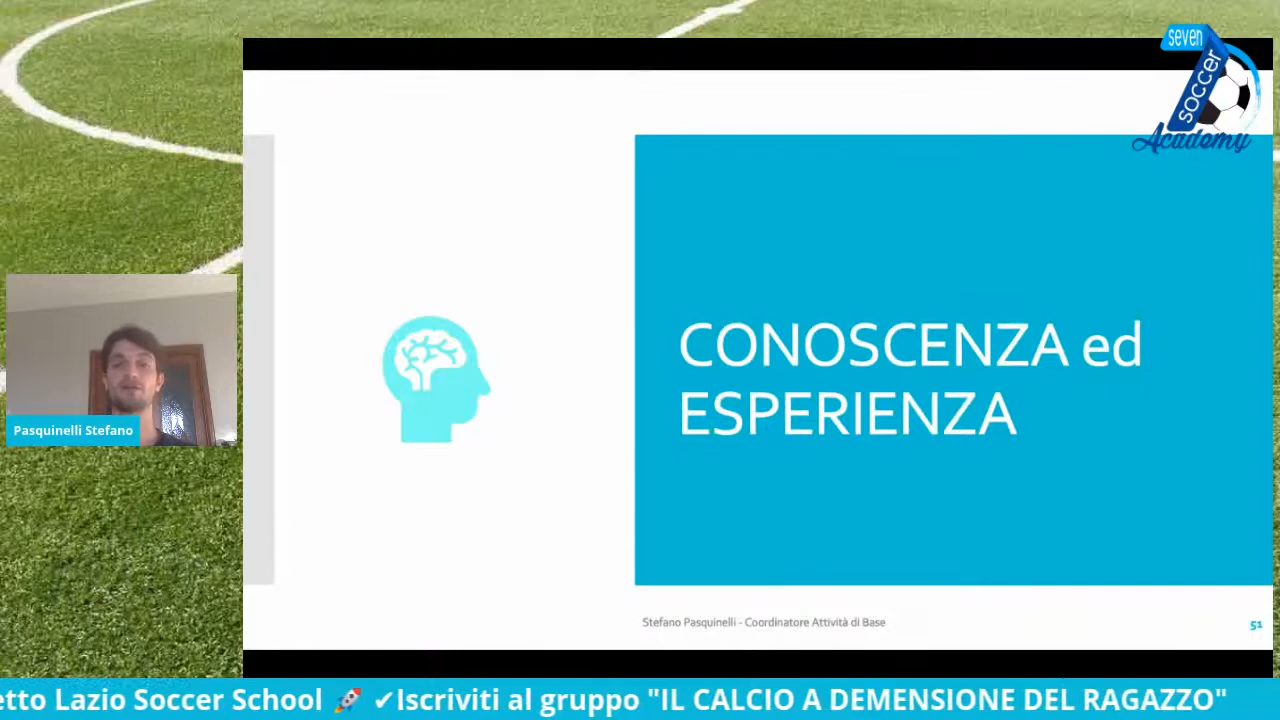 seven
SOCCER
Academy
CONOSCENZA ed
ESPERIENZA
Pasquinelli Stefano
Stefano Pasquinelli - Coordinatore Attività di Base
51
etto Lazio Soccer School 🚀 ✔Iscriviti al gruppo "IL CALCIO A DEMENSIONE DEL RAGAZZO"